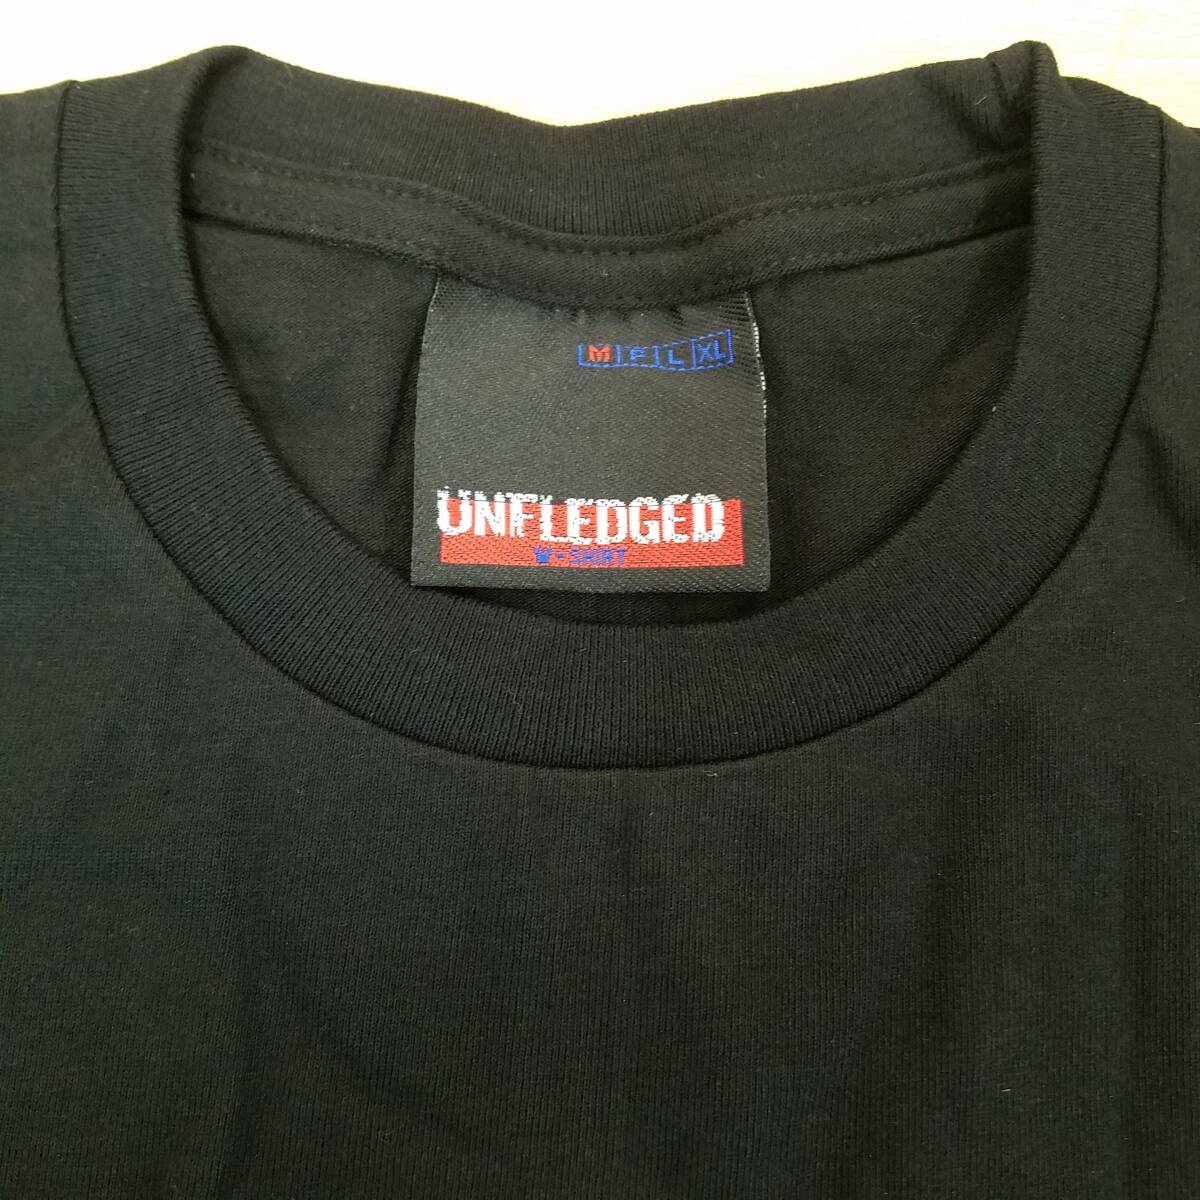 M F L XL
UNFLEDGED
W-SHIRT